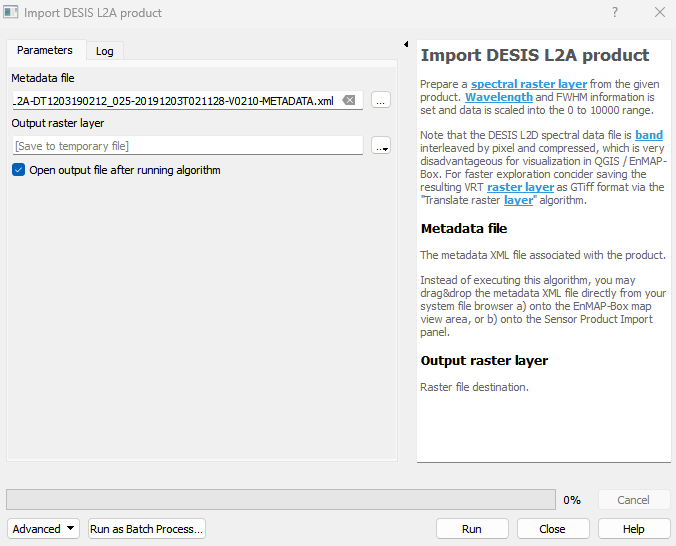 Import DESIS L2A product
?
Parameters
Log
Metadata file
L2A-DT1203190212_025-20191203T021128-V0210-METADATA.xml
...
Output raster layer
[Save to temporary file]
...
Open output file after running algorithm
Import DESIS L2A product
Prepare a spectral raster layer from the given
product. Wavelength and FWHM information is
set and data is scaled into the 0 to 10000 range.
Note that the DESIS L2D spectral data file is band
interleaved by pixel and compressed, which is very
disadvantageous for visualization in QGIS / EnMAP-
Box. For faster exploration concider saving the
resulting VRT raster layer as GTiff format via the
"Translate raster layer" algorithm.
Metadata file
The metadata XML file associated with the product.
Instead of executing this algorithm, you may
drag&drop the metadata XML file directly from your
system file browser a) onto the EnMAP-Box map
view area, or b) onto the Sensor Product Import
panel.
Output raster layer
Raster file destination.
0%
Cancel
Advanced
Run as Batch Process...
Run
Close
Help